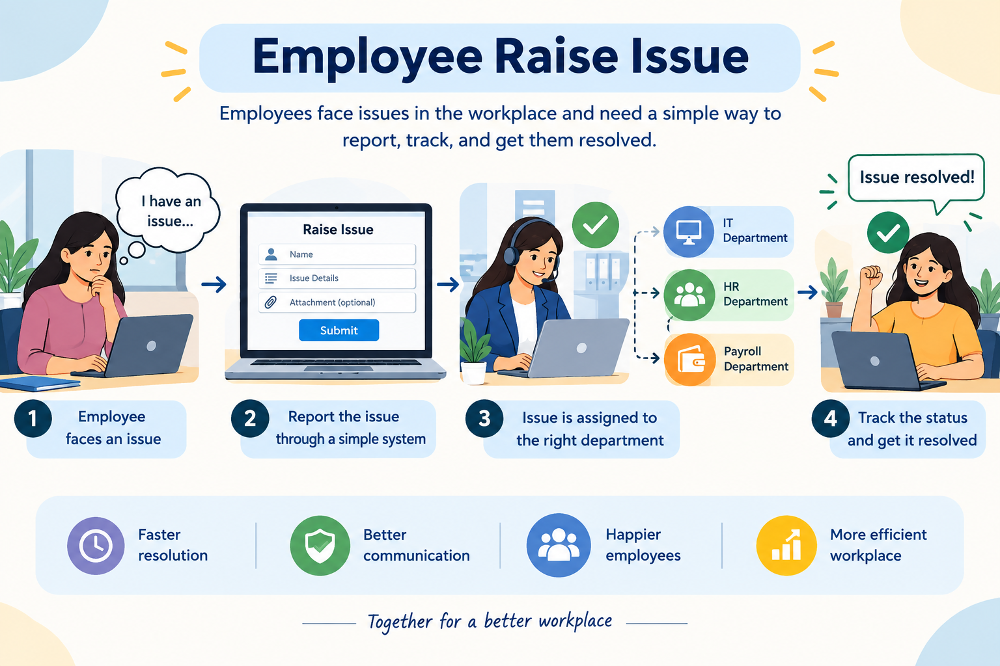 Employee Raise Issue
Employees face issues in the workplace and need a simple way to
report, track, and get them resolved.
I have an
issue...
Raise Issue
Name
Issue Details
Attachment (optional)
Submit
IT
Department
HR
Department
Payroll
Department
Issue resolved!
1
Employee
faces an issue
2
Report the issue
through a simple system
3
Issue is assigned to
the right department
4
Track the status
and get it resolved
Faster
resolution
Better
communication
Happier
employees
More efficient
workplace
Together for a better workplace